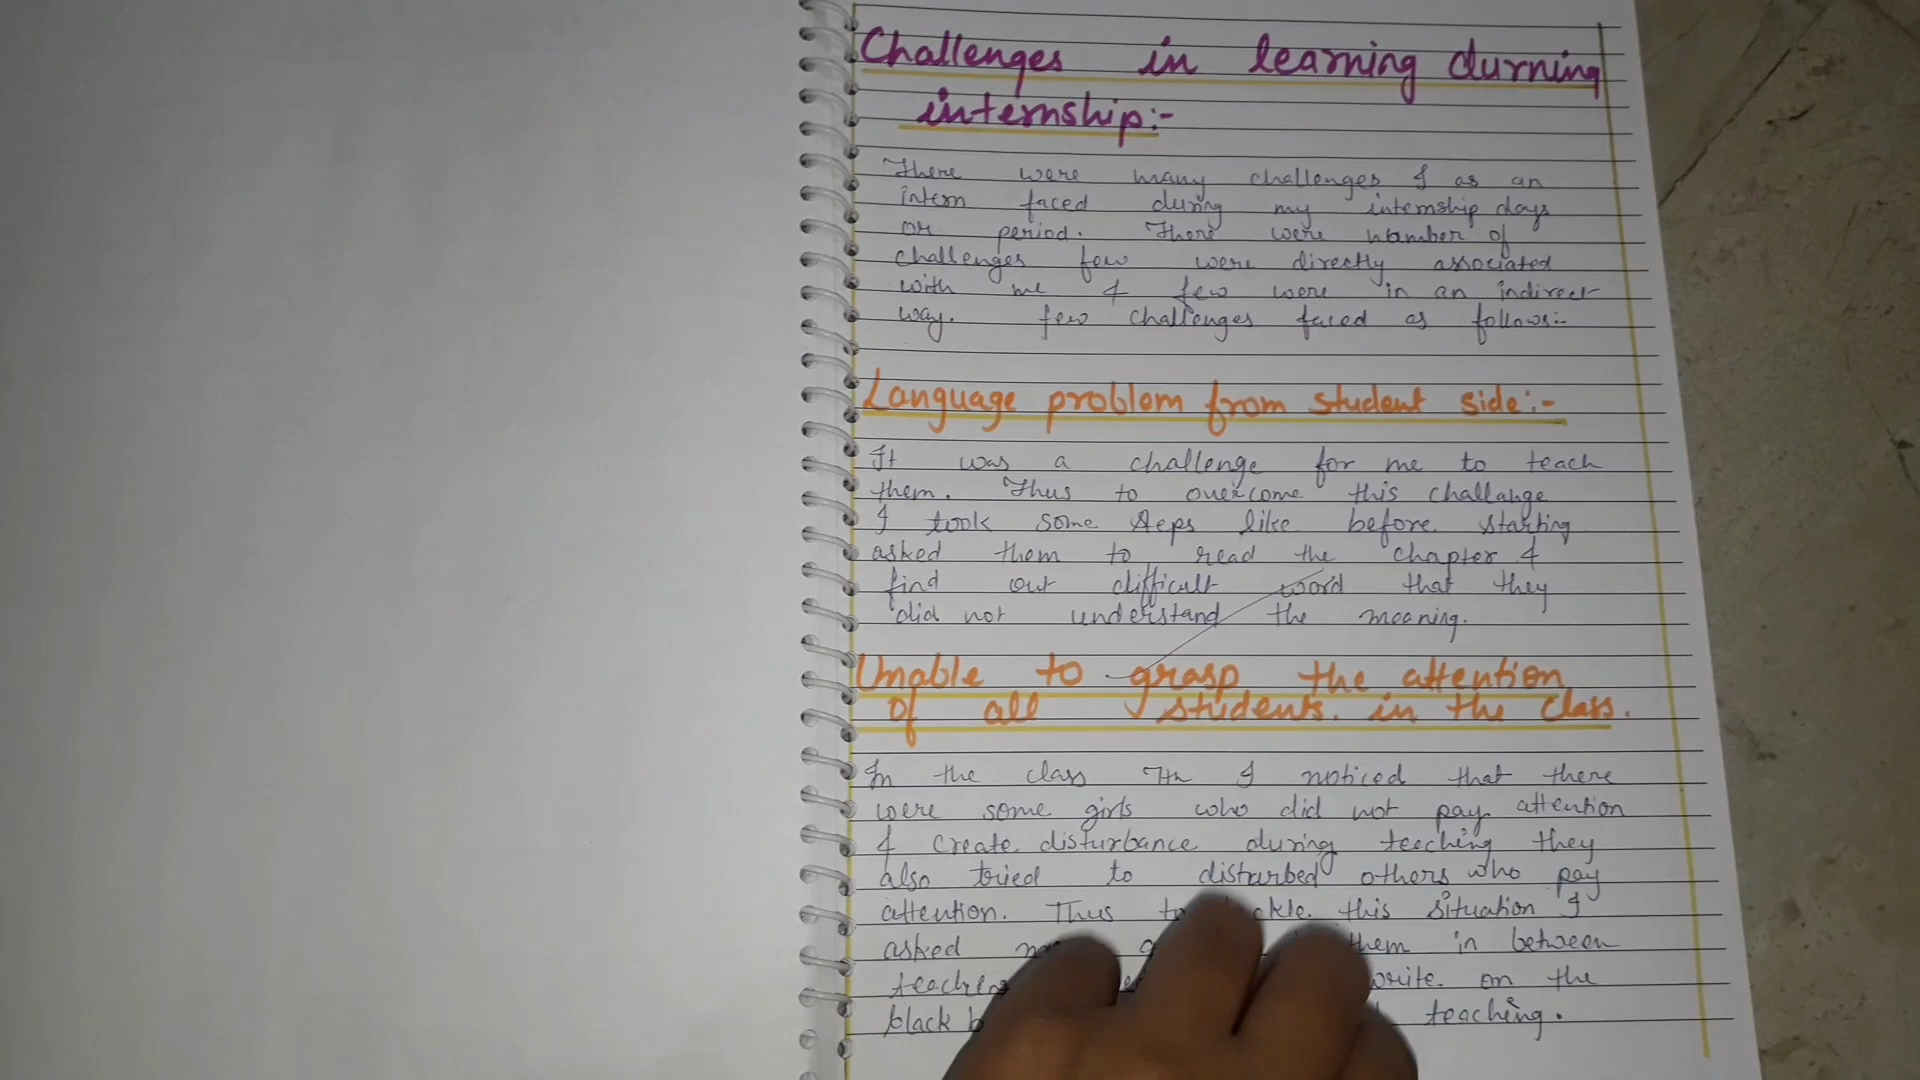 Challenges in learning durning
internship:-
There were many challenges I as an
intern faced during my internship days
or period. There were number of
challenges few were directly associated
with me & few were in an indirect
way. few challenges faced as follows:-
Language problem from student side:-
It was a challenge for me to teach
them. Thus to overcome this challange
I took some steps like before starting
asked them to read the chapter &
find out difficult word that they
did not understand the meaning.
Unable to grasp the attention
of all students. in the class.
In the class 7th I noticed that there
were some girls who did not pay attention
& create disturbance during teaching they
also tried to disturbed others who pay
attention. Thus this situation I
asked them in between
write on the
black teaching.